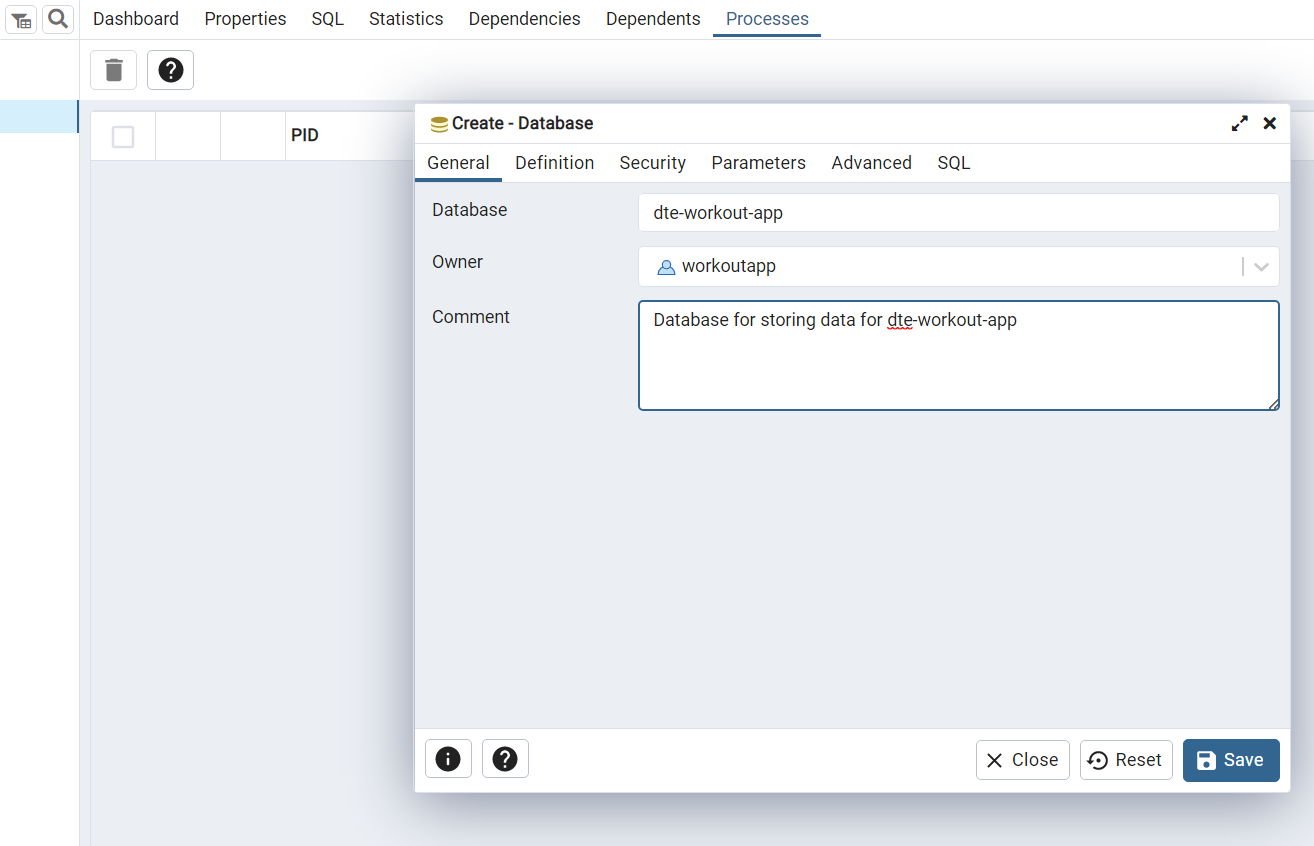 Dashboard Properties SQL Statistics Dependencies Dependents Processes
PID
Create - Database
General Definition Security Parameters Advanced SQL
Database dte-workout-app
Owner workoutapp
Comment Database for storing data for dte-workout-app
Close Reset Save